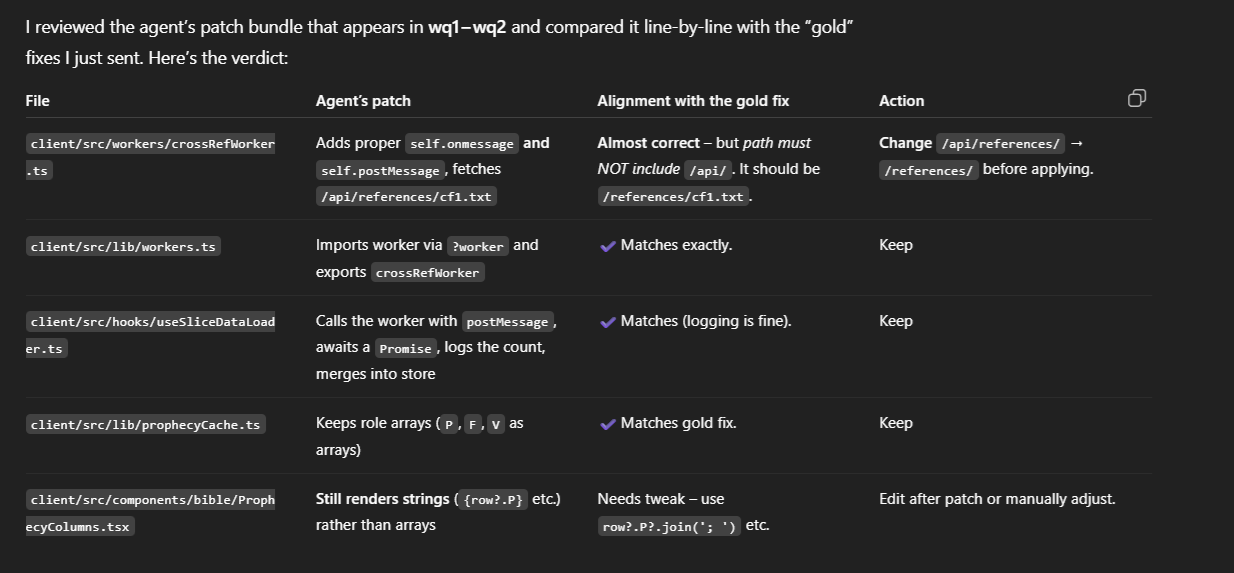 I reviewed the agent’s patch bundle that appears in wq1–wq2 and compared it line-by-line with the “gold”
fixes I just sent. Here’s the verdict:
File Agent’s patch Alignment with the gold fix Action
client/src/workers/crossRefWorker
.ts
Adds proper self.onmessage and
self.postMessage , fetches
/api/references/cf1.txt
Almost correct – but path must
NOT include /api/ . It should be
/references/cf1.txt .
Change /api/references/ →
/references/ before applying.
client/src/lib/workers.ts
Imports worker via ?worker and
exports crossRefWorker
✔ Matches exactly.
Keep
client/src/hooks/useSliceDataLoad
er.ts
Calls the worker with postMessage ,
awaits a Promise , logs the count,
merges into store
✔ Matches (logging is fine).
Keep
client/src/lib/prophecyCache.ts
Keeps role arrays ( P , F , V as
arrays)
✔ Matches gold fix.
Keep
client/src/components/bible/Proph
ecyColumns.tsx
Still renders strings ( {row?.P} etc.)
rather than arrays
Needs tweak – use
row?.P?.join('; ') etc.
Edit after patch or manually adjust.